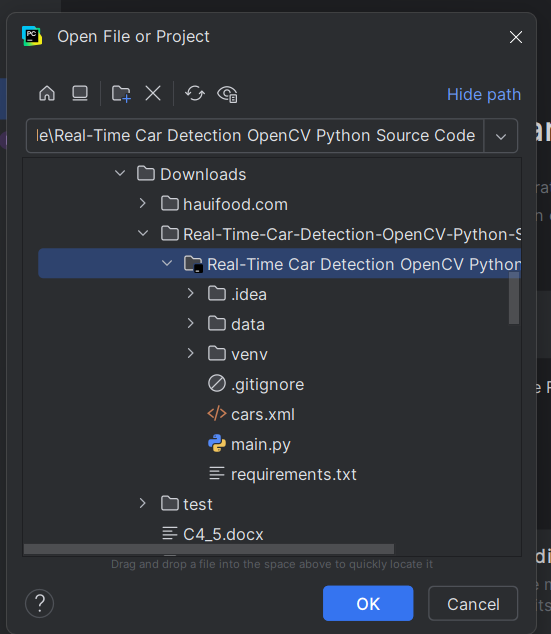 PC
Open File or Project
Hide path
le\Real-Time Car Detection OpenCV Python Source Code
Downloads
hauifood.com
Real-Time-Car-Detection-OpenCV-Python-S
Real-Time Car Detection OpenCV Python
.idea
data
venv
.gitignore
cars.xml
main.py
requirements.txt
test
C4_5.docx
Drag and drop a file into the space above to quickly locate it
?
OK
Cancel